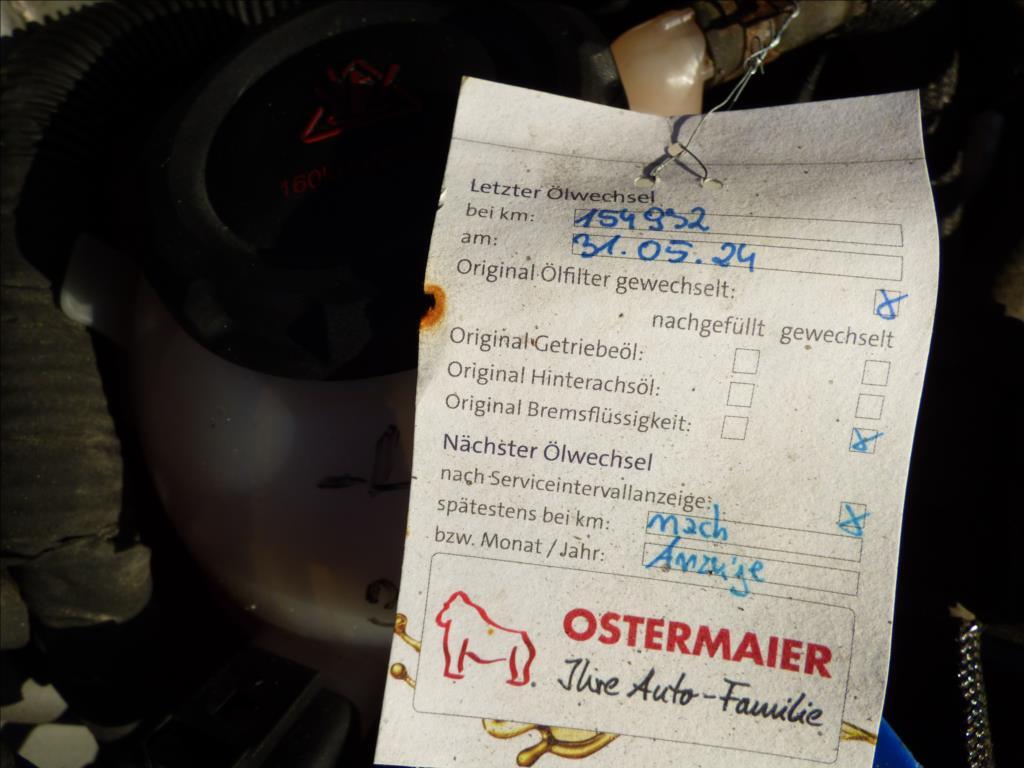 Letzter Ölwechsel
bei km: 154932
am: 31.05.24
Original Ölfilter gewechselt: x
nachgefüllt gewechselt
Original Getriebeöl:
Original Hinterachsöl:
Original Bremsflüssigkeit: x
Nächster Ölwechsel
nach Serviceintervallanzeige: x
spätestens bei km: nach
bzw. Monat / Jahr: Anzeige
OSTERMAIER
Ihre Auto-Familie